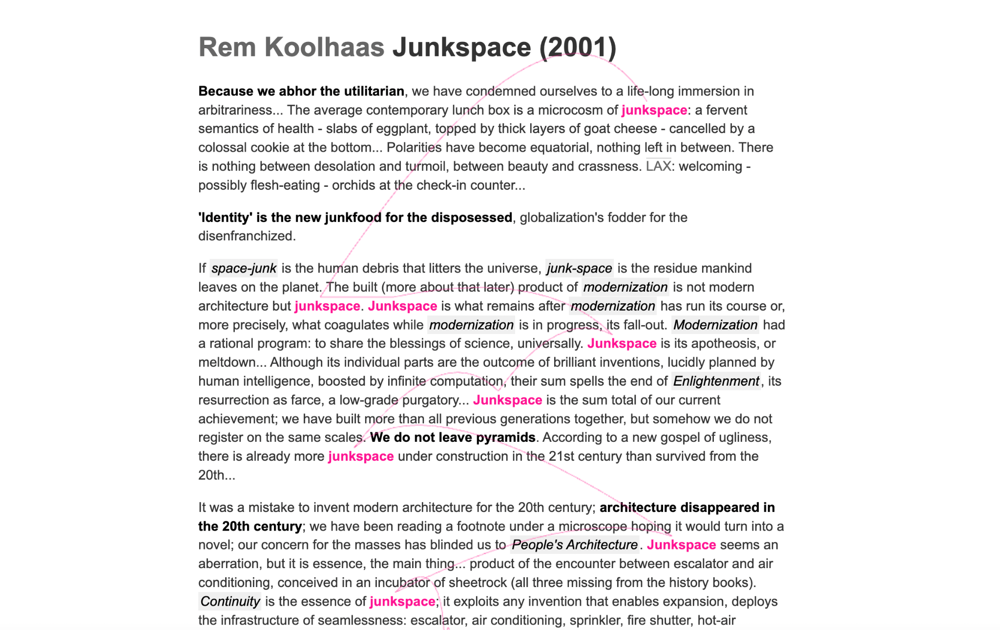 Rem Koolhaas Junkspace (2001)
Because we abhor the utilitarian, we have condemned ourselves to a life-long immersion in
arbitrariness... The average contemporary lunch box is a microcosm of junkspace: a fervent
semantics of health - slabs of eggplant, topped by thick layers of goat cheese - cancelled by a
colossal cookie at the bottom... Polarities have become equatorial, nothing left in between. There
is nothing between desolation and turmoil, between beauty and crassness. LAX: welcoming -
possibly flesh-eating - orchids at the check-in counter...
'Identity' is the new junkfood for the disposessed, globalization's fodder for the
disenfranchized.
If space-junk is the human debris that litters the universe, junk-space is the residue mankind
leaves on the planet. The built (more about that later) product of modernization is not modern
architecture but junkspace. Junkspace is what remains after modernization has run its course or,
more precisely, what coagulates while modernization is in progress, its fall-out. Modernization had
a rational program: to share the blessings of science, universally. Junkspace is its apotheosis, or
meltdown... Although its individual parts are the outcome of brilliant inventions, lucidly planned by
human intelligence, boosted by infinite computation, their sum spells the end of Enlightenment, its
resurrection as farce, a low-grade purgatory... Junkspace is the sum total of our current
achievement; we have built more than all previous generations together, but somehow we do not
register on the same scales. We do not leave pyramids. According to a new gospel of ugliness,
there is already more junkspace under construction in the 21st century than survived from the
20th...
It was a mistake to invent modern architecture for the 20th century; architecture disappeared in
the 20th century; we have been reading a footnote under a microscope hoping it would turn into a
novel; our concern for the masses has blinded us to People's Architecture. Junkspace seems an
aberration, but it is essence, the main thing... product of the encounter between escalator and air
conditioning, conceived in an incubator of sheetrock (all three missing from the history books).
Continuity is the essence of junkspace; it exploits any invention that enables expansion, deploys
the infrastructure of seamlessness: escalator, air conditioning, sprinkler, fire shutter, hot-air